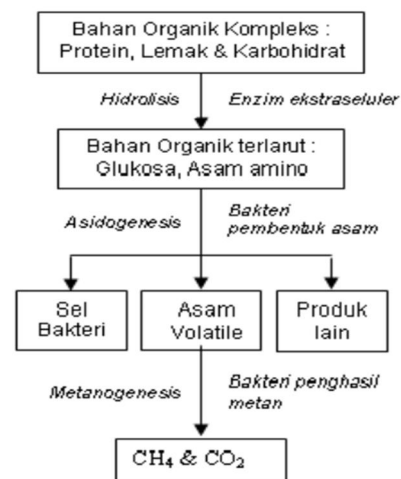 Bahan Organik Kompleks :
Protein, Lemak & Karbohidrat
Hidrolisis
Enzim ekstraseluler
Bahan Organik terlarut :
Glukosa, Asam amino
Asidogenesis
Bakteri
pembentuk asam
Sel
Bakteri
Asam
Volatile
Produk
lain
Metanogenesis
Bakteri penghasil
metan
CH₄ & CO₂